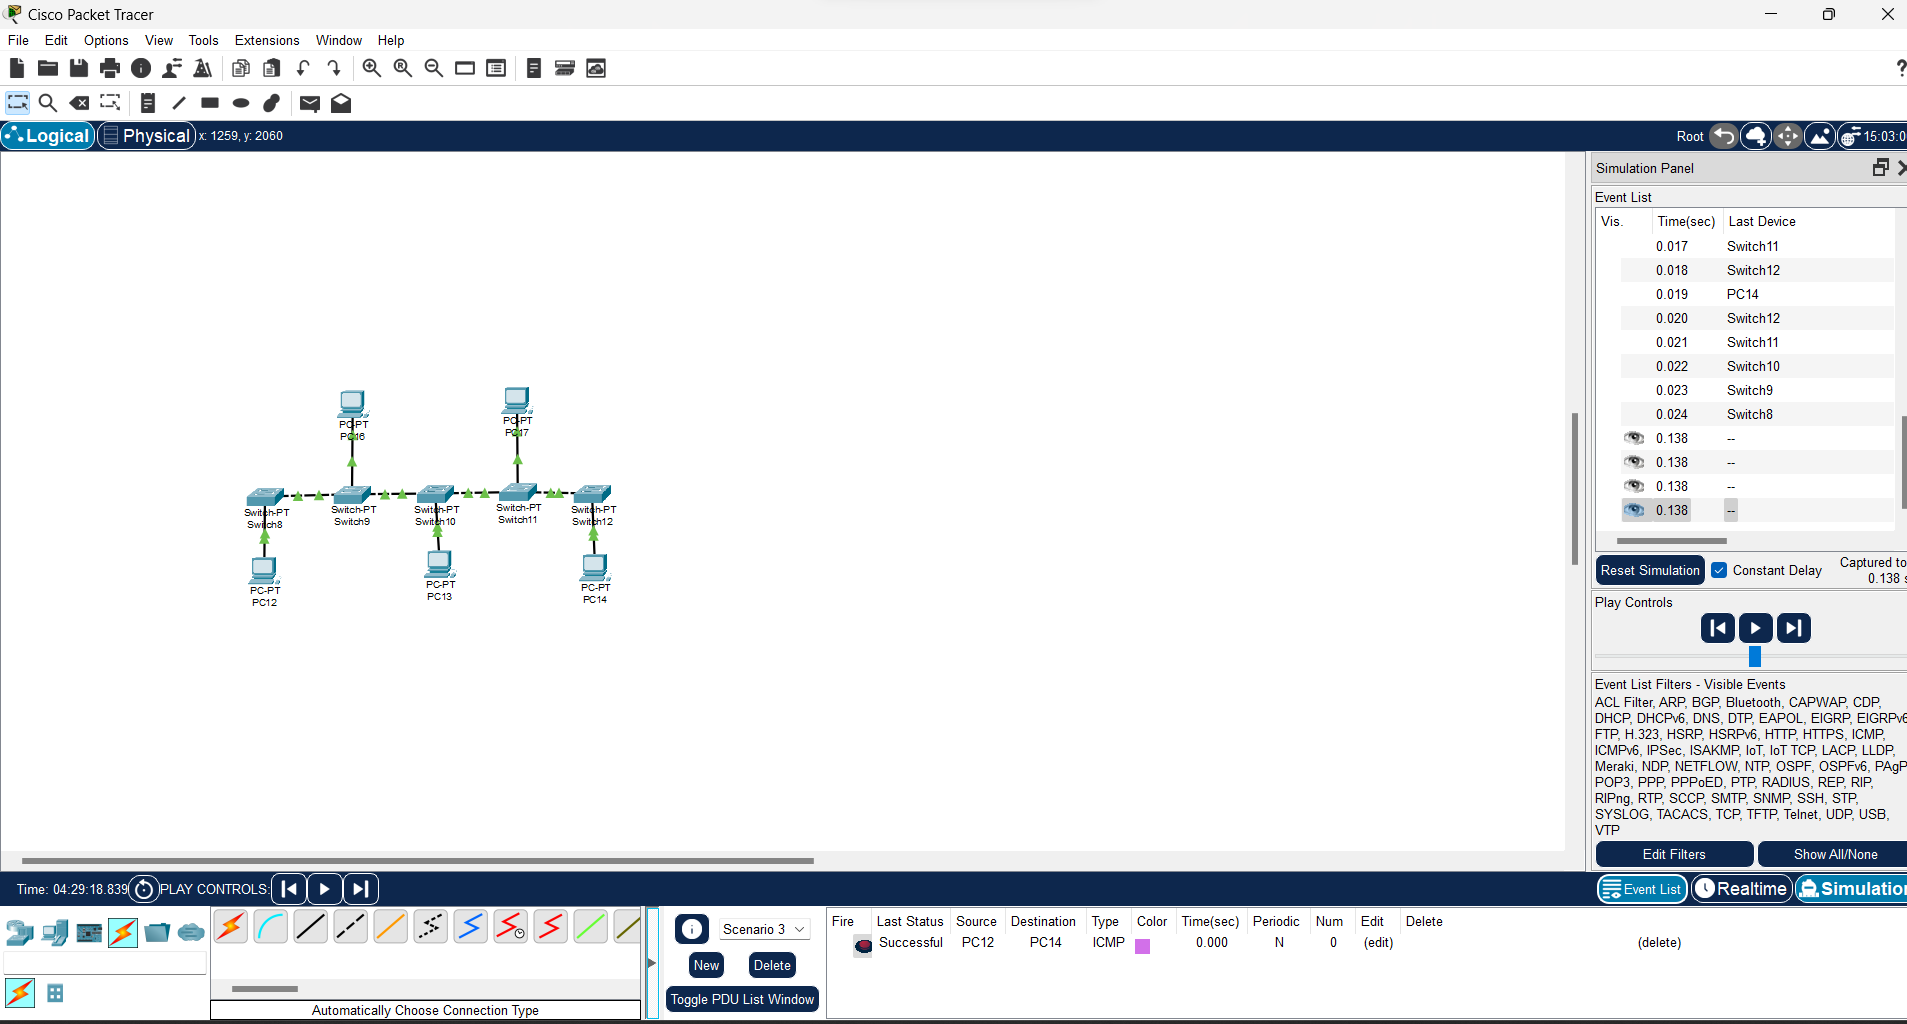 Cisco Packet Tracer
File Edit Options View Tools Extensions Window Help
?
Logical Physical x: 1259, y: 2060 Root 15:03:0
Simulation Panel
Event List
Vis. Time(sec) Last Device
0.017 Switch11
0.018 Switch12
0.019 PC14
0.020 Switch12
0.021 Switch11
0.022 Switch10
0.023 Switch9
0.024 Switch8
0.138 --
0.138 --
0.138 --
0.138 --
Reset Simulation Constant Delay Captured to
0.138 s
Play Controls
Event List Filters - Visible Events
ACL Filter, ARP, BGP, Bluetooth, CAPWAP, CDP,
DHCP, DHCPv6, DNS, DTP, EAPOL, EIGRP, EIGRPv6
FTP, H.323, HSRP, HSRPv6, HTTP, HTTPS, ICMP,
ICMPv6, IPSec, ISAKMP, IoT, IoT TCP, LACP, LLDP,
Meraki, NDP, NETFLOW, NTP, OSPF, OSPFv6, PAgP
POP3, PPP, PPPoED, PTP, RADIUS, REP, RIP,
RIPng, RTP, SCCP, SMTP, SNMP, SSH, STP,
SYSLOG, TACACS, TCP, TFTP, Telnet, UDP, USB,
VTP
Edit Filters Show All/None
PC-PT
PC16
PC-PT
PC17
Switch-PT
Switch8
Switch-PT
Switch9
Switch-PT
Switch10
Switch-PT
Switch11
Switch-PT
Switch12
PC-PT
PC12
PC-PT
PC13
PC-PT
PC14
Time: 04:29:18.839 PLAY CONTROLS: Event List Realtime Simulation
Scenario 3
New Delete
Toggle PDU List Window
Automatically Choose Connection Type
Fire Last Status Source Destination Type Color Time(sec) Periodic Num Edit Delete
Successful PC12 PC14 ICMP 0.000 N 0 (edit) (delete)